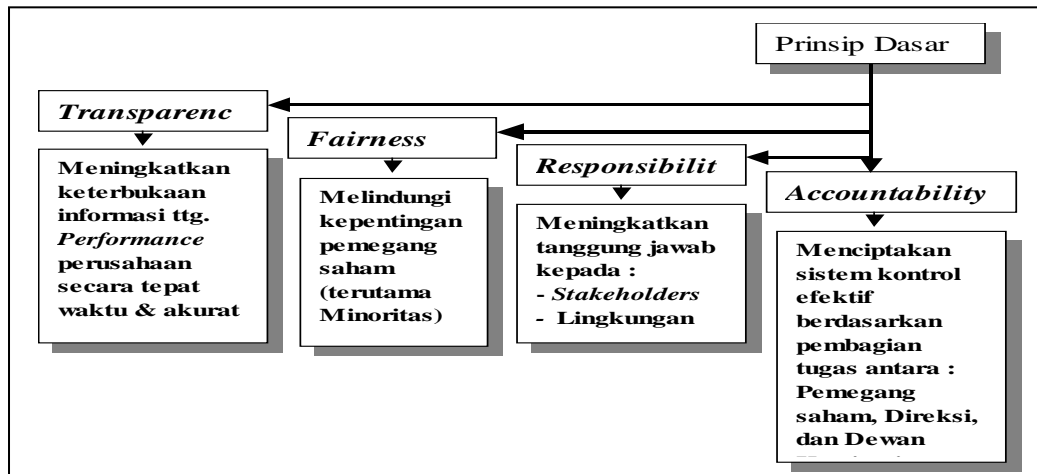 Prinsip Dasar
Transparenc
Meningkatkan
keterbukaan
informasi ttg.
Performance
perusahaan
secara tepat
waktu & akurat
Fairness
Melindungi
kepentingan
pemegang
saham
(terutama
Minoritas)
Responsibilit
Meningkatkan
tanggung jawab
kepada :
- Stakeholders
- Lingkungan
Accountability
Menciptakan
sistem kontrol
efektif
berdasarkan
pembagian
tugas antara :
Pemegang
saham, Direksi,
dan Dewan